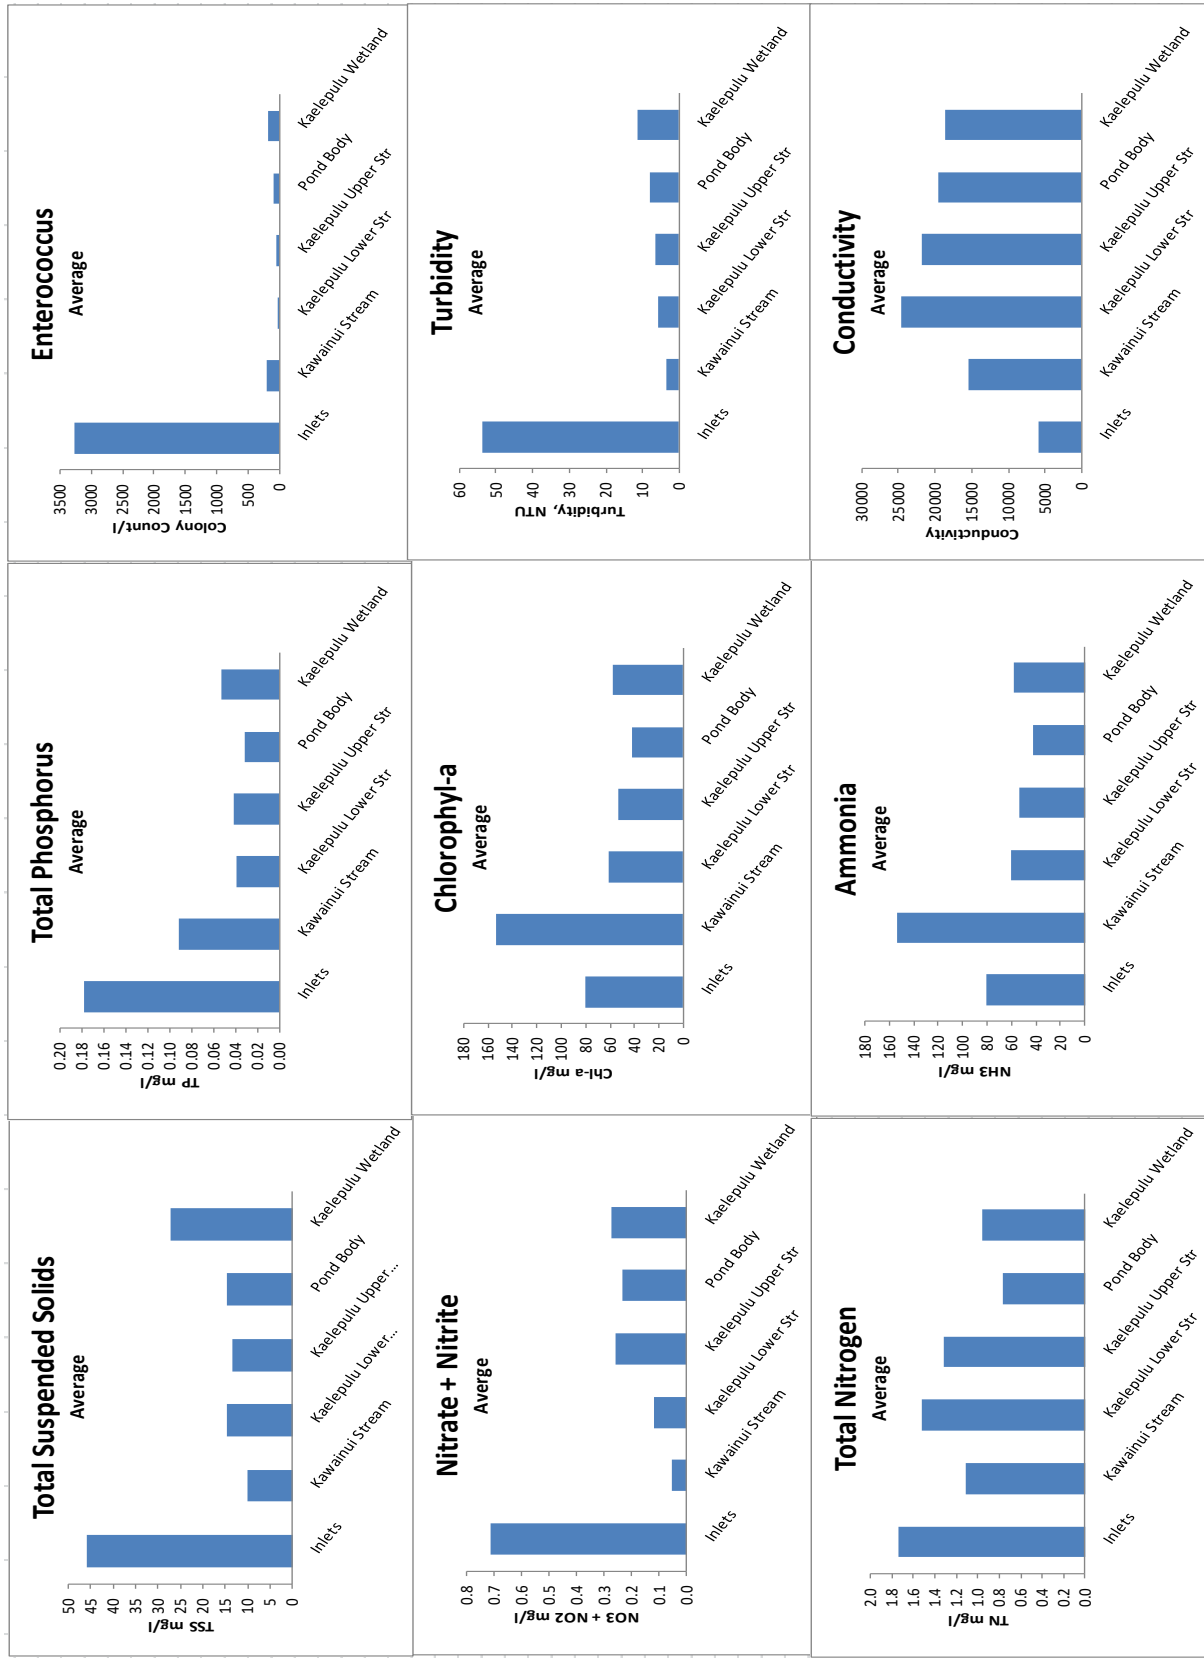 Total Suspended Solids
Average
TSS mg/l
50
45
40
35
30
25
20
15
10
5
0
Inlets
Kawainui Stream
Kaelepulu Lower...
Kaelepulu Upper...
Pond Body
Kaelepulu Wetland
Total Phosphorus
Average
TP mg/l
0.20
0.18
0.16
0.14
0.12
0.10
0.08
0.06
0.04
0.02
0.00
Inlets
Kawainui Stream
Kaelepulu Lower Str
Kaelepulu Upper Str
Pond Body
Kaelepulu Wetland
Enterococcus
Average
Colony Count/l
3500
3000
2500
2000
1500
1000
500
0
Inlets
Kawainui Stream
Kaelepulu Lower Str
Kaelepulu Upper Str
Pond Body
Kaelepulu Wetland
Nitrate + Nitrite
Averge
NO3 + NO2 mg/l
0.8
0.7
0.6
0.5
0.4
0.3
0.2
0.1
0.0
Inlets
Kawainui Stream
Kaelepulu Lower Str
Kaelepulu Upper Str
Pond Body
Kaelepulu Wetland
Chlorophyl-a
Average
Chl-a mg/l
180
160
140
120
100
80
60
40
20
0
Inlets
Kawainui Stream
Kaelepulu Lower Str
Kaelepulu Upper Str
Pond Body
Kaelepulu Wetland
Turbidity
Average
Turbidity, NTU
60
50
40
30
20
10
0
Inlets
Kawainui Stream
Kaelepulu Lower Str
Kaelepulu Upper Str
Pond Body
Kaelepulu Wetland
Total Nitrogen
Average
TN mg/l
2.0
1.8
1.6
1.4
1.2
1.0
0.8
0.6
0.4
0.2
0.0
Inlets
Kawainui Stream
Kaelepulu Lower Str
Kaelepulu Upper Str
Pond Body
Kaelepulu Wetland
Ammonia
Average
NH3 mg/l
180
160
140
120
100
80
60
40
20
0
Inlets
Kawainui Stream
Kaelepulu Lower Str
Kaelepulu Upper Str
Pond Body
Kaelepulu Wetland
Conductivity
Average
Conductivity
30000
25000
20000
15000
10000
5000
0
Inlets
Kawainui Stream
Kaelepulu Lower Str
Kaelepulu Upper Str
Pond Body
Kaelepulu Wetland